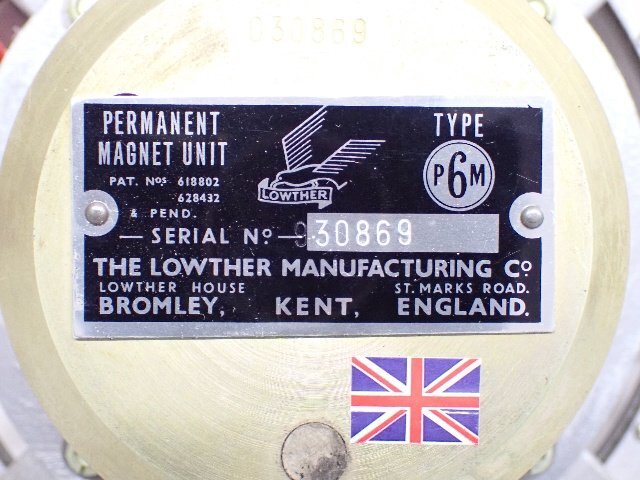 030869
PERMANENT MAGNET UNIT
PAT. Nos 618802
628432
& PEND.
LOWTHER
TYPE
P6M
— SERIAL No. — 930869
THE LOWTHER MANUFACTURING Co.
LOWTHER HOUSE ST. MARKS ROAD.
BROMLEY, KENT, ENGLAND.